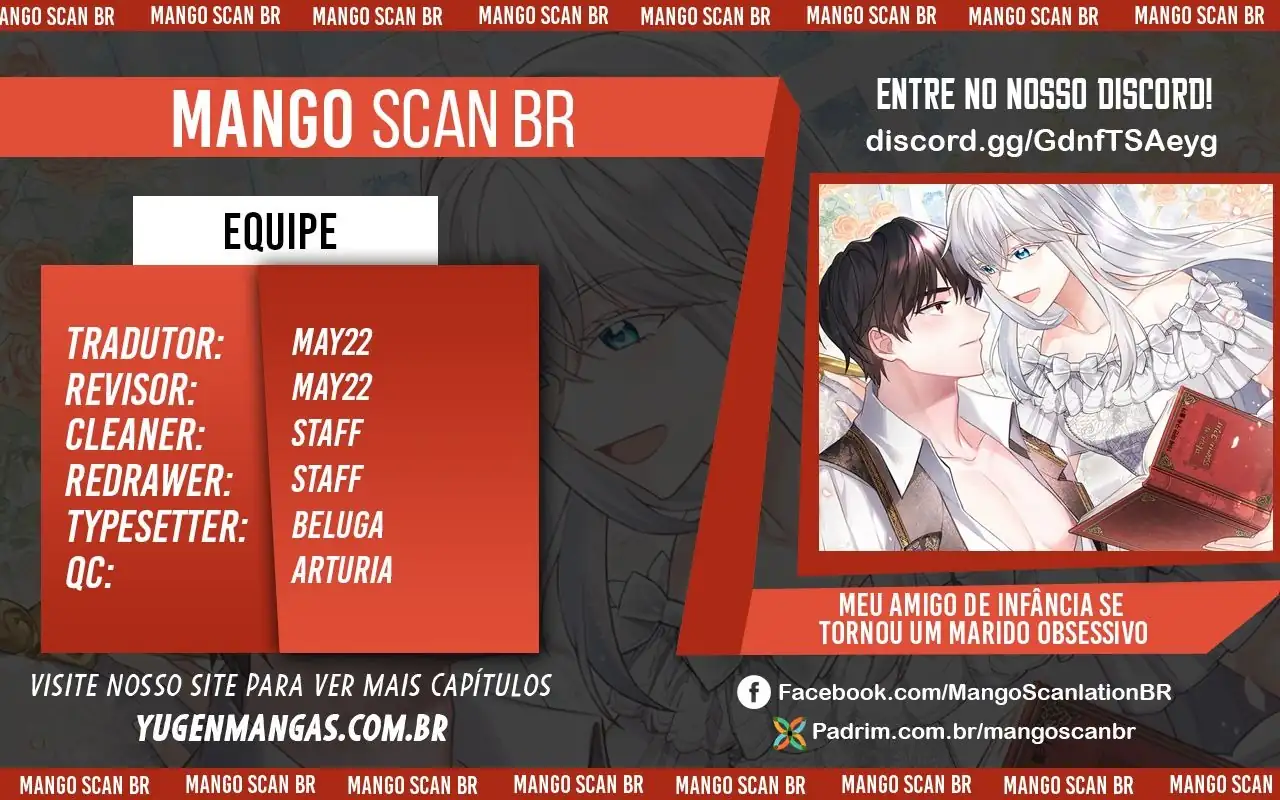 MANGO SCAN BR MANGO SCAN BR MANGO SCAN BR MANGO SCAN BR MANGO SCAN BR MANGO SCAN BR MANGO SCAN BR MANGO SCAN BR
MANGO SCAN BR
EQUIPE
TRADUTOR: MAY22
REVISOR: MAY22
CLEANER: STAFF
REDRAWER: STAFF
TYPESETTER: BELUGA
QC: ARTURIA
VISITE NOSSO SITE PARA VER MAIS CAPÍTULOS
YUGENMANGAS.COM.BR
ENTRE NO NOSSO DISCORD!
discord.gg/GdnfTSAeyg
MEU AMIGO DE INFÂNCIA SE
TORNOU UM MARIDO OBSESSIVO
Facebook.com/MangoScanlationBR
Padrim.com.br/mangoscanbr
MANGO SCAN BR MANGO SCAN BR MANGO SCAN BR MANGO SCAN BR MANGO SCAN BR MANGO SCAN BR MANGO SCAN BR MANGO SCAN